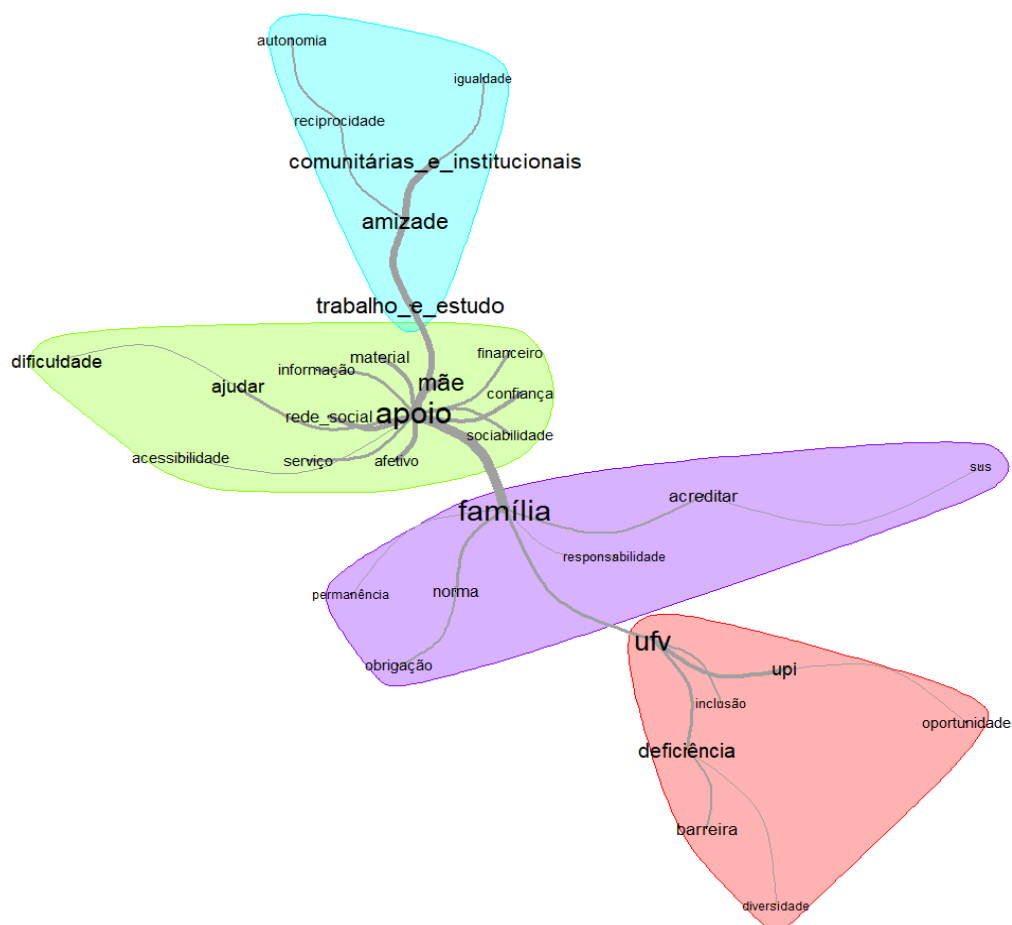 autonomia
igualdade
reciprocidade
comunitárias_e_institucionais
amizade
trabalho_e_estudo
financeiro
material
dificuldade
informação
mãe
ajudar
confiança
apoio
rede_social
sociabilidade
acessibilidade
serviço
afetivo
sus
acreditar
família
responsabilidade
norma
permanência
ufv
obrigação
upi
inclusão
oportunidade
deficiência
barreira
diversidade